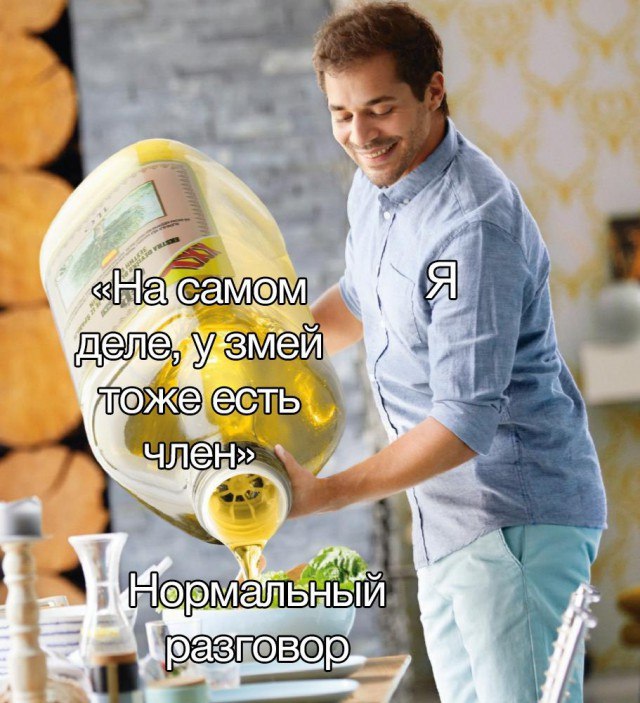 «На самом
деле, у змей
тоже есть
член»
Я
Нормальный
разговор